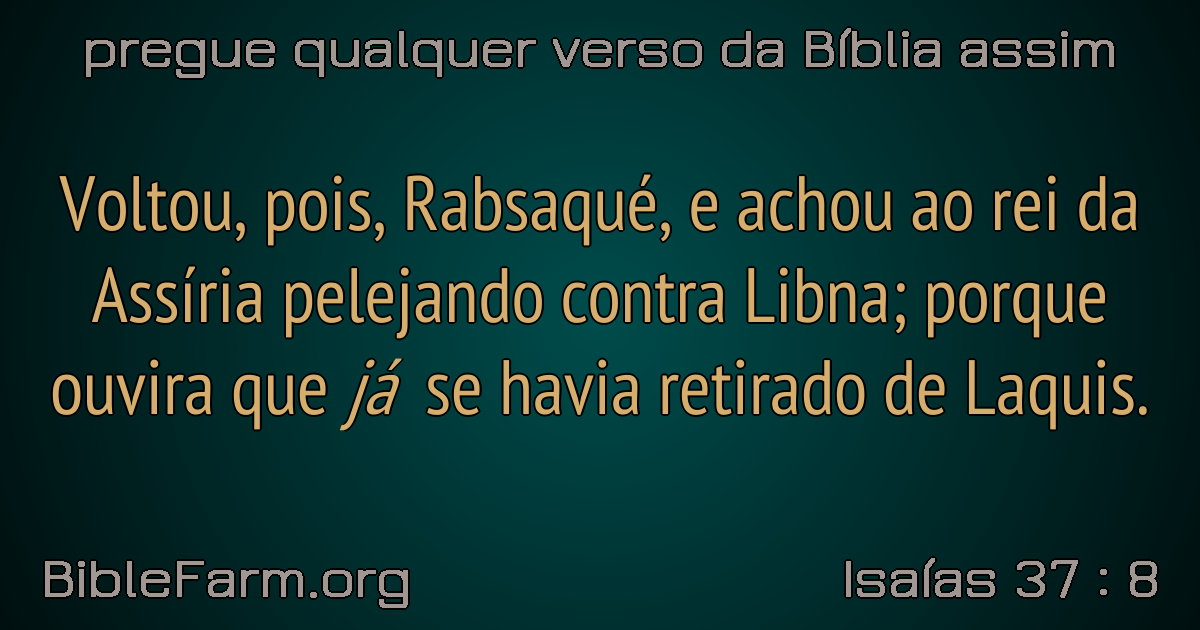 pregue qualquer verso da Bíblia assim
Voltou, pois, Rabsaqué, e achou ao rei da
Assíria pelejando contra Libna; porque
ouvira que já se havia retirado de Laquis.
BibleFarm.org
Isaías 37 : 8